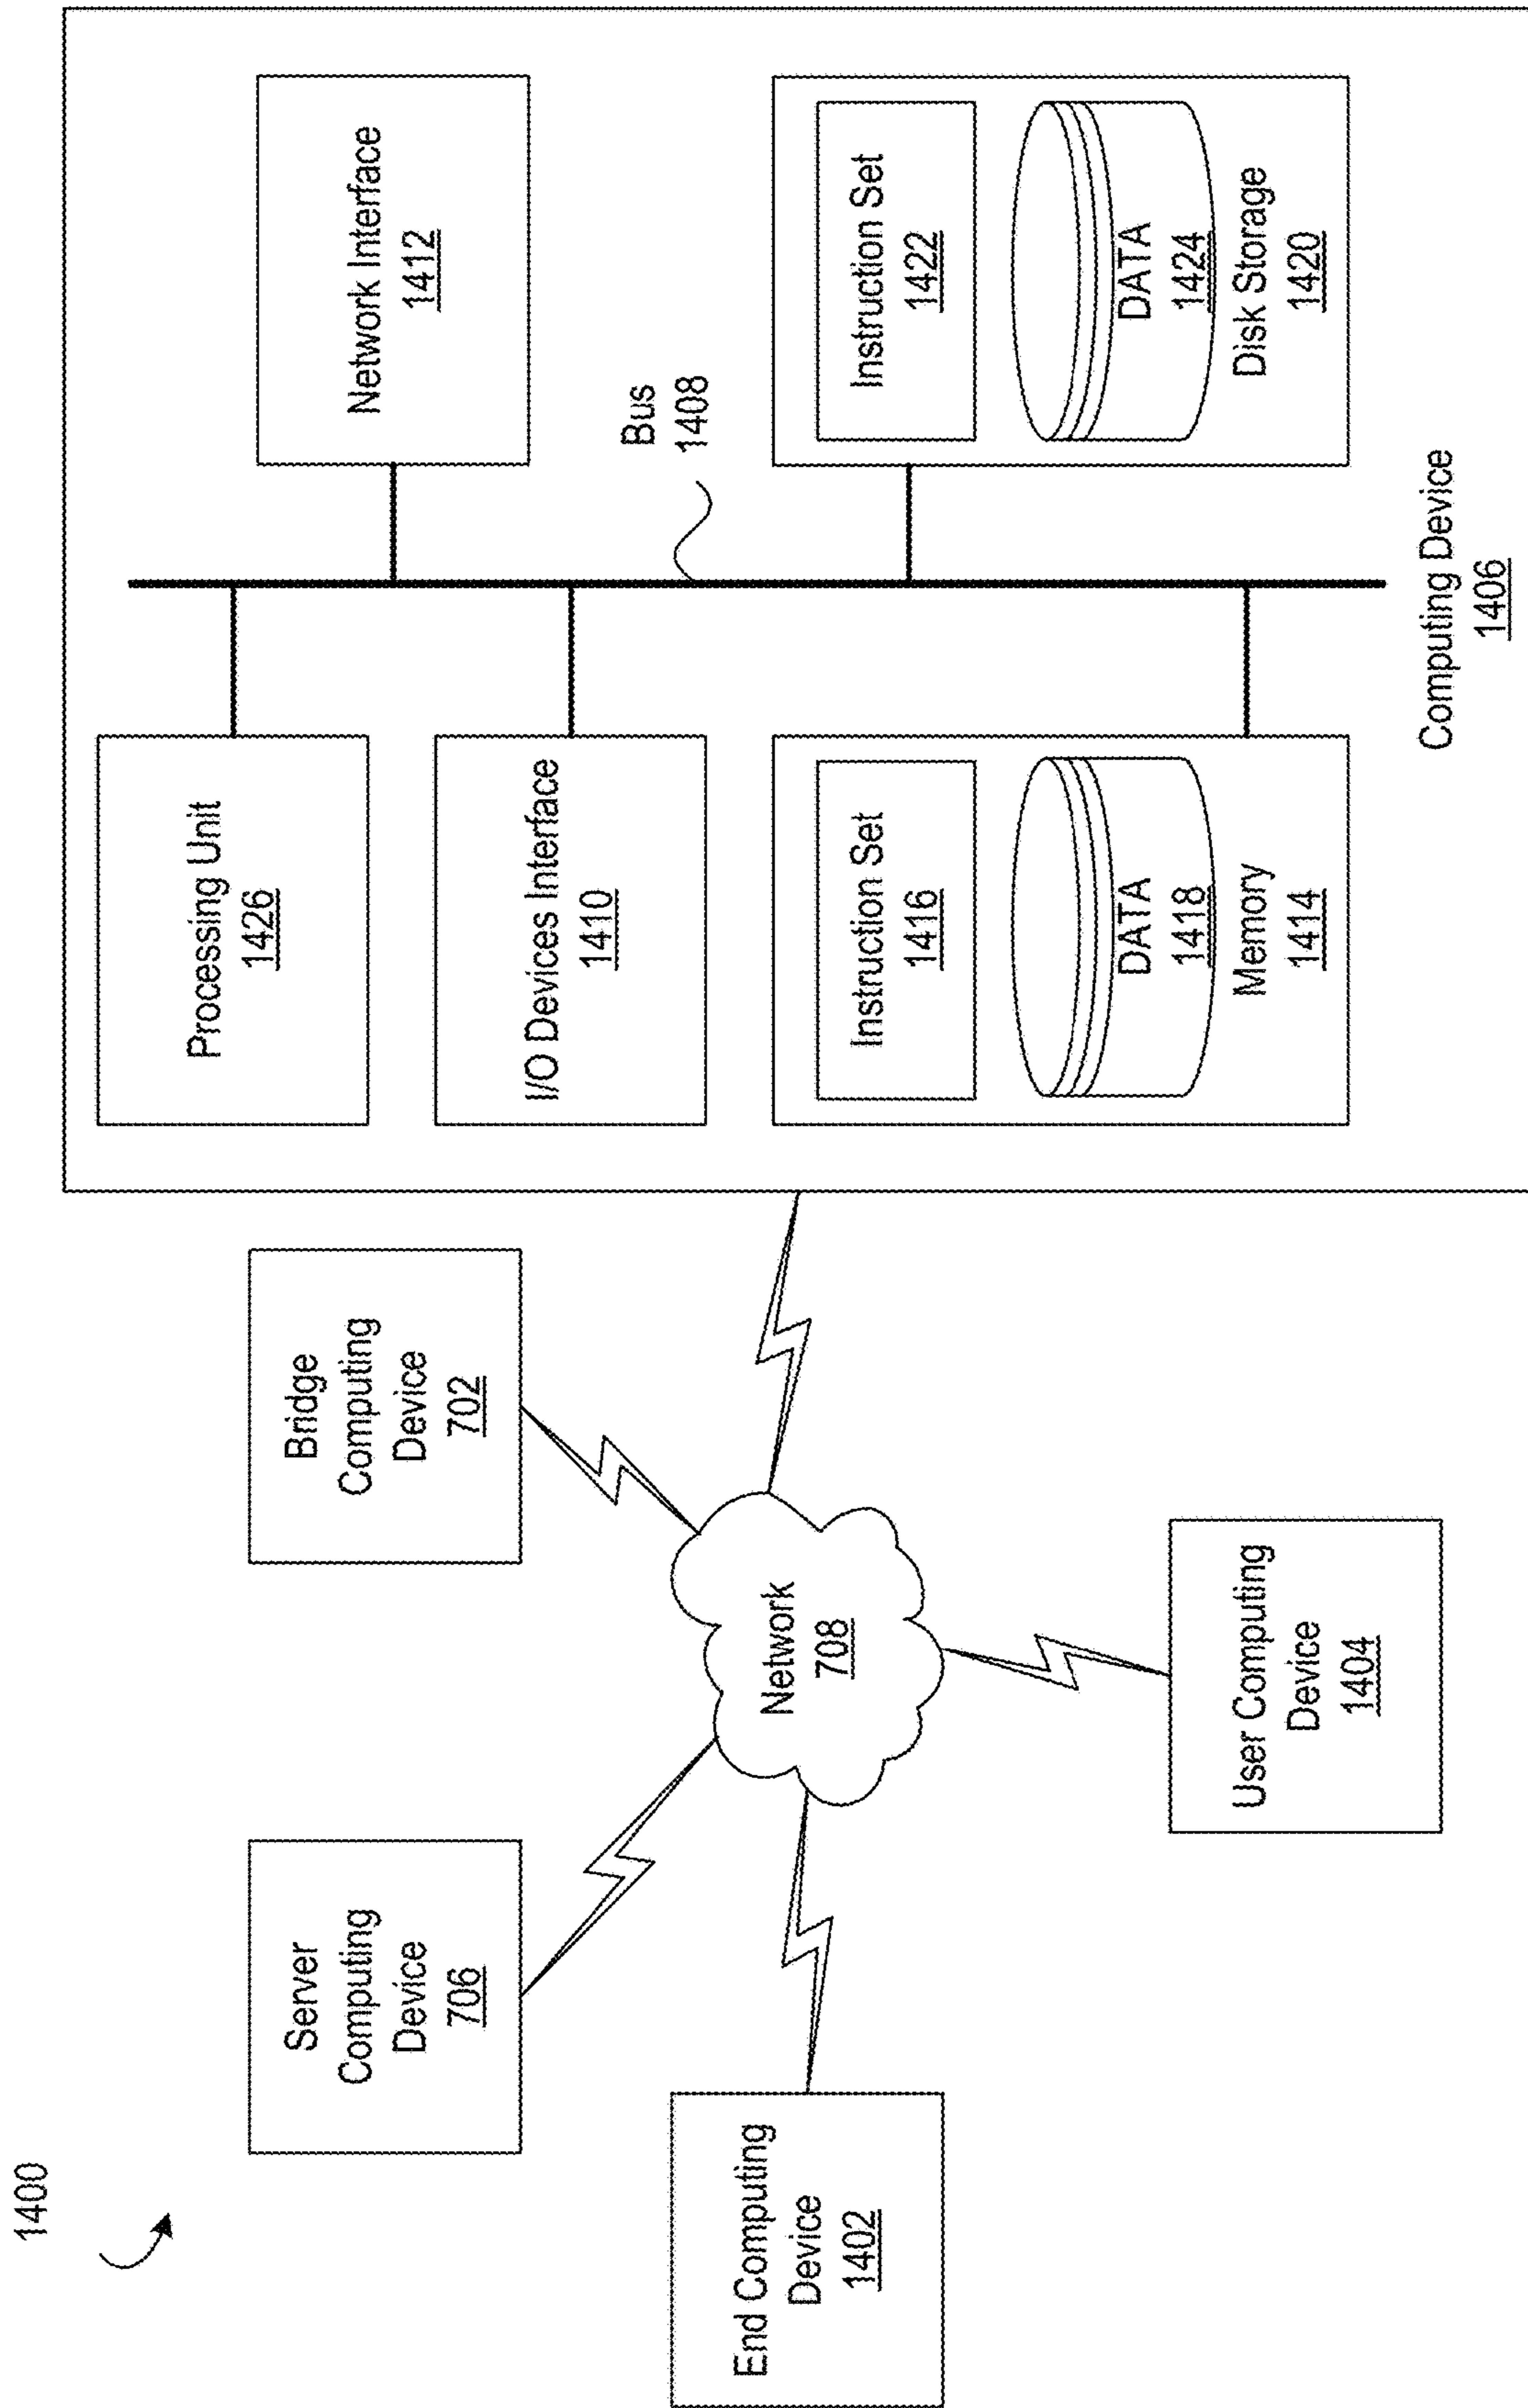 1400
Server
Computing
Device
706
Bridge
Computing
Device
702
End Computing
Device
1402
Network
708
User Computing
Device
1404
Processing Unit
1426
Network Interface
1412
I/O Devices Interface
1410
Bus
1408
Instruction Set
1416
DATA
1418
Memory
1414
Instruction Set
1422
DATA
1424
Disk Storage
1420
Computing Device
1406